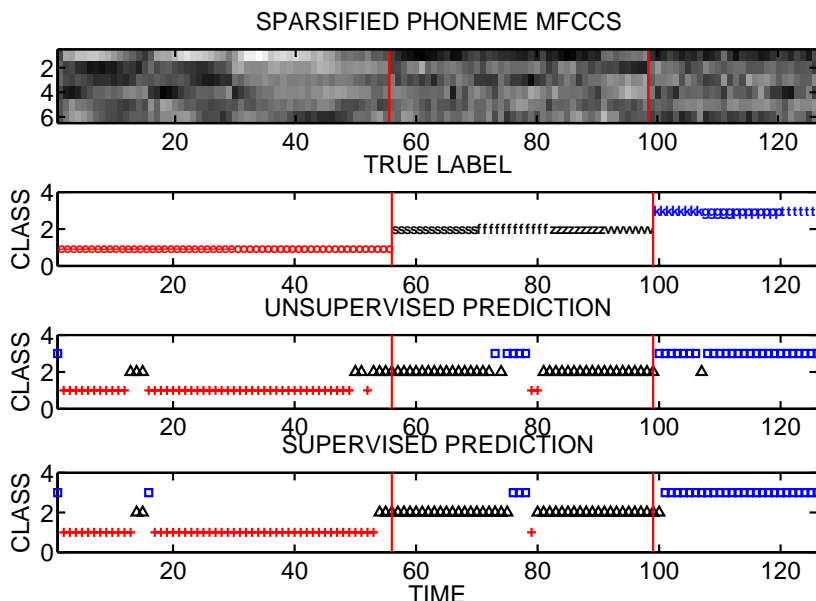 SPARSIFIED PHONEME MFCCS
2
4
6
20 40 60 80 100 120
TRUE LABEL
CLASS
4
2
0
20 40 60 80 100 120
UNSUPERVISED PREDICTION
CLASS
4
2
0
20 40 60 80 100 120
SUPERVISED PREDICTION
CLASS
4
2
0
20 40 60 80 100 120
TIME